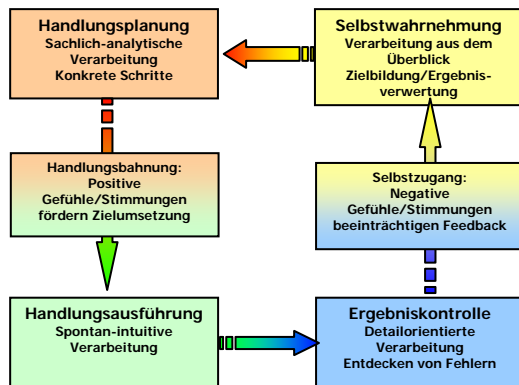 Handlungsplanung
Sachlich-analytische
Verarbeitung
Konkrete Schritte
Selbstwahrnehmung
Verarbeitung aus dem
Überblick
Zielbildung/Ergebnis-
verwertung
Handlungsbahnung:
Positive
Gefühle/Stimmungen
fördern Zielumsetzung
Selbstzugang:
Negative
Gefühle/Stimmungen
beeinträchtigen Feedback
Handlungsausführung
Spontan-intuitive
Verarbeitung
Ergebniskontrolle
Detailorientierte
Verarbeitung
Entdecken von Fehlern